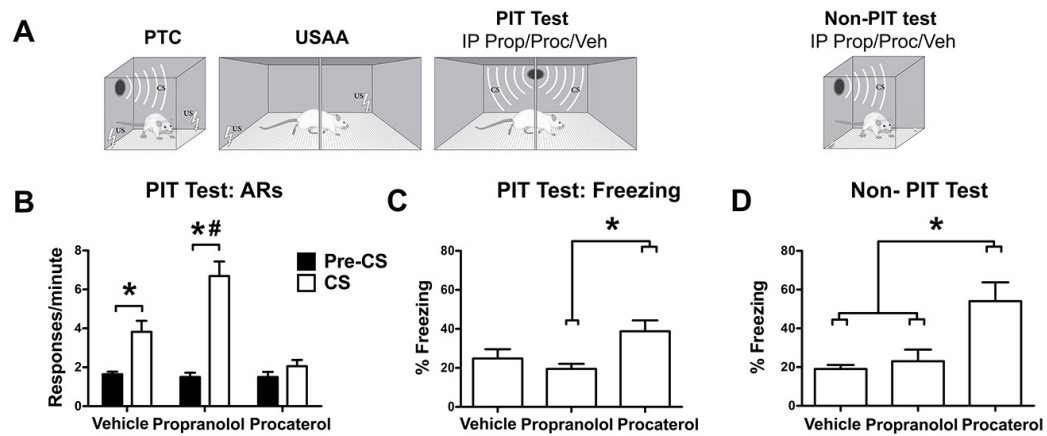 A
PTC
USAA
PIT Test
IP Prop/Proc/Veh
Non-PIT test
IP Prop/Proc/Veh
CS
US
US
US
US
CS
CS
CS
B
PIT Test: ARs
Responses/minute
8
6
4
2
0
* 
* #
Pre-CS
CS
Vehicle Propranolol Procaterol
C
PIT Test: Freezing
% Freezing
80
60
40
20
0
*
Vehicle Propranolol Procaterol
D
Non- PIT Test
% Freezing
80
60
40
20
0
*
Vehicle Propranolol Procaterol